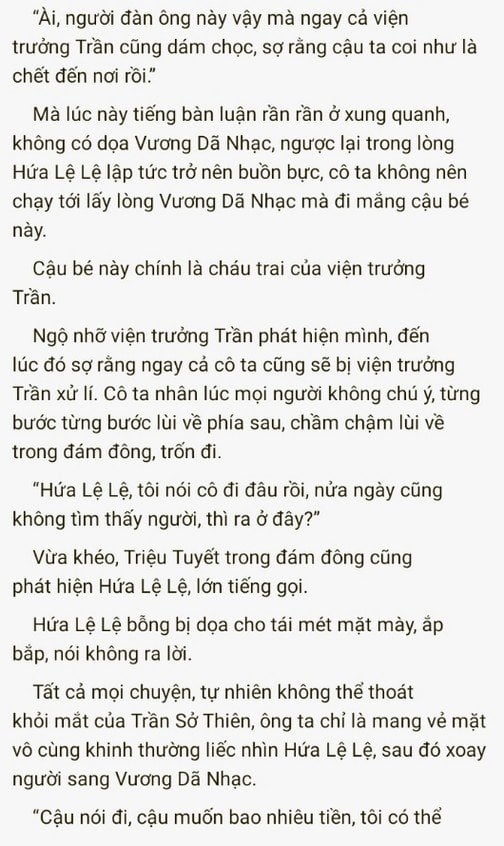 “Ài, người đàn ông này vậy mà ngay cả viện
trưởng Trần cũng dám chọc, sợ rằng cậu ta coi như là
chết đến nơi rồi.”
Mà lúc này tiếng bàn luận rần rần ở xung quanh,
không có dọa Vương Dã Nhạc, ngược lại trong lòng
Hứa Lệ Lệ lập tức trở nên buồn bực, cô ta không nên
chạy tới lấy lòng Vương Dã Nhạc mà đi mắng cậu bé
này.
Cậu bé này chính là cháu trai của viện trưởng
Trần.
Ngộ nhỡ viện trưởng Trần phát hiện mình, đến
lúc đó sợ rằng ngay cả cô ta cũng sẽ bị viện trưởng
Trần xử lí. Cô ta nhân lúc mọi người không chú ý, từng
bước từng bước lùi về phía sau, chầm chậm lùi về
trong đám đông, trốn đi.
“Hứa Lệ Lệ, tôi nói cô đi đâu rồi, nửa ngày cũng
không tìm thấy người, thì ra ở đây?”
Vừa khéo, Triệu Tuyết trong đám đông cũng
phát hiện Hứa Lệ Lệ, lớn tiếng gọi.
Hứa Lệ Lệ bỗng bị dọa cho tái mét mặt mày, ắp
bắp, nói không ra lời.
Tất cả mọi chuyện, tự nhiên không thể thoát
khỏi mắt của Trần Sở Thiên, ông ta chỉ là mang vẻ mặt
vô cùng khinh thường liếc nhìn Hứa Lệ Lệ, sau đó xoay
người sang Vương Dã Nhạc.
“Cậu nói đi, cậu muốn bao nhiêu tiền, tôi có thể